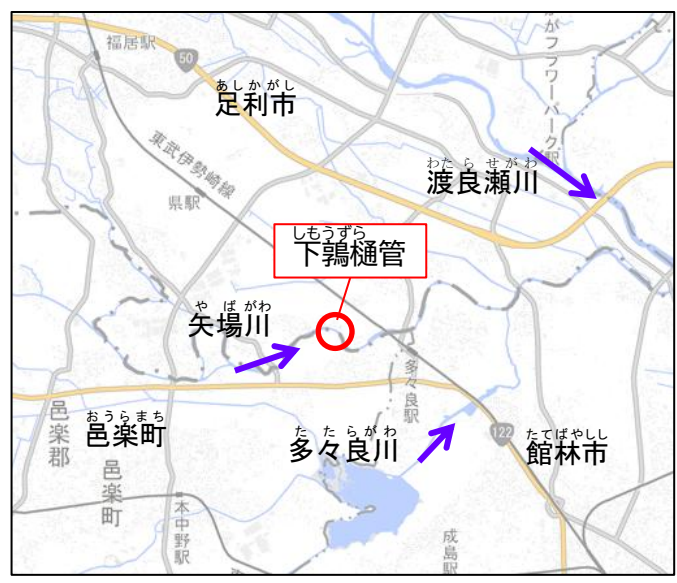 福居駅
50
あしかがし
足利市
がフラワーパーク駅
東武伊勢崎線
わたらせがわ
渡良瀬川
県駅
しもうずら
下鶉樋管
やばがわ
矢場川
多々良駅
おうらまち
邑楽町
邑楽郡
邑楽町
たたらがわ
多々良川
122
たてばやしし
館林市
本中野駅
成島駅